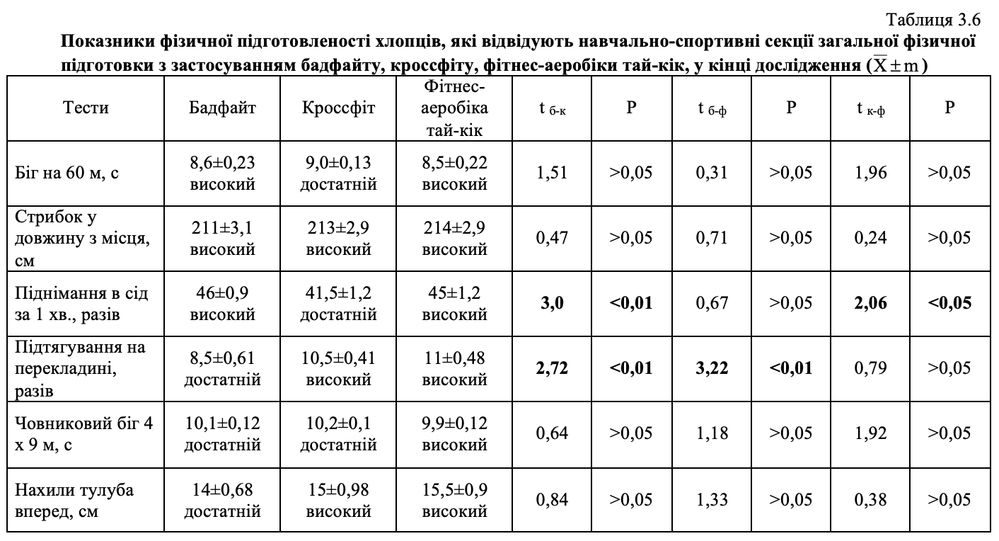 Таблиця 3.6
Показники фізичної підготовленості хлопців, які відвідують навчально-спортивні секції загальної фізичної
підготовки з застосуванням бадфайту, кроссфіту, фітнес-аеробіки тай-кік, у кінці дослідження (X̅±m)
Тести Бадфайт Кроссфіт Фітнес-
аеробіка
тай-кік t б-к P t б-ф P t к-ф P
Біг на 60 м, с 8,6±0,23
високий 9,0±0,13
достатній 8,5±0,22
високий 1,51 >0,05 0,31 >0,05 1,96 >0,05
Стрибок у
довжину з місця,
см 211±3,1
високий 213±2,9
високий 214±2,9
високий 0,47 >0,05 0,71 >0,05 0,24 >0,05
Піднімання в сід
за 1 хв., разів 46±0,9
високий 41,5±1,2
достатній 45±1,2
високий 3,0 <0,01 0,67 >0,05 2,06 <0,05
Підтягування на
перекладині,
разів 8,5±0,61
достатній 10,5±0,41
високий 11±0,48
високий 2,72 <0,01 3,22 <0,01 0,79 >0,05
Човниковий біг 4
х 9 м, с 10,1±0,12
достатній 10,2±0,1
достатній 9,9±0,12
високий 0,64 >0,05 1,18 >0,05 1,92 >0,05
Нахили тулуба
вперед, см 14±0,68
достатній 15±0,98
високий 15,5±0,9
високий 0,84 >0,05 1,33 >0,05 0,38 >0,05